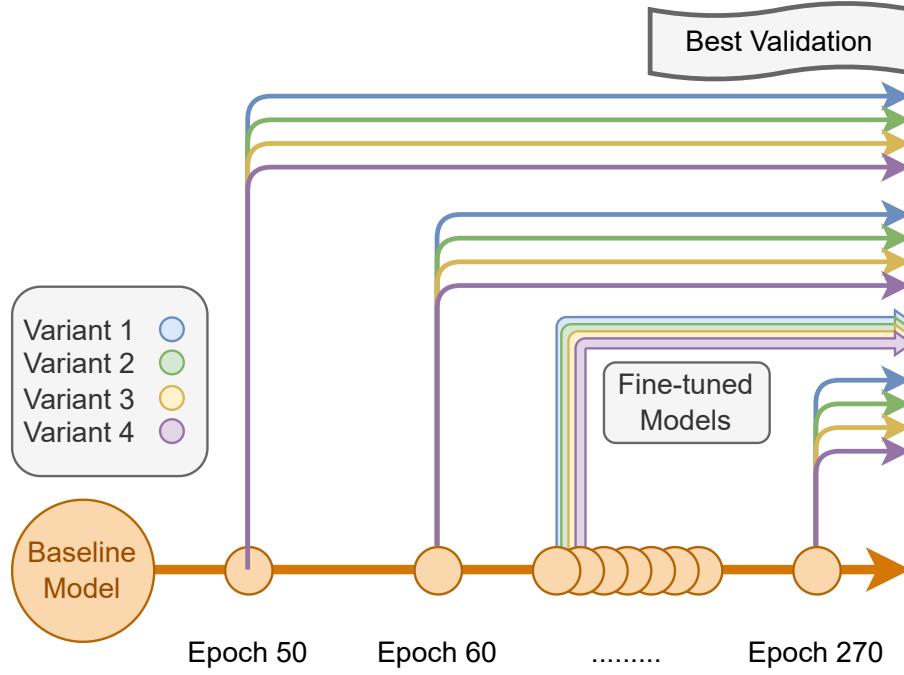 Best Validation
Variant 1
Variant 2
Variant 3
Variant 4
Fine-tuned
Models
Baseline
Model
Epoch 50
Epoch 60
.........
Epoch 270